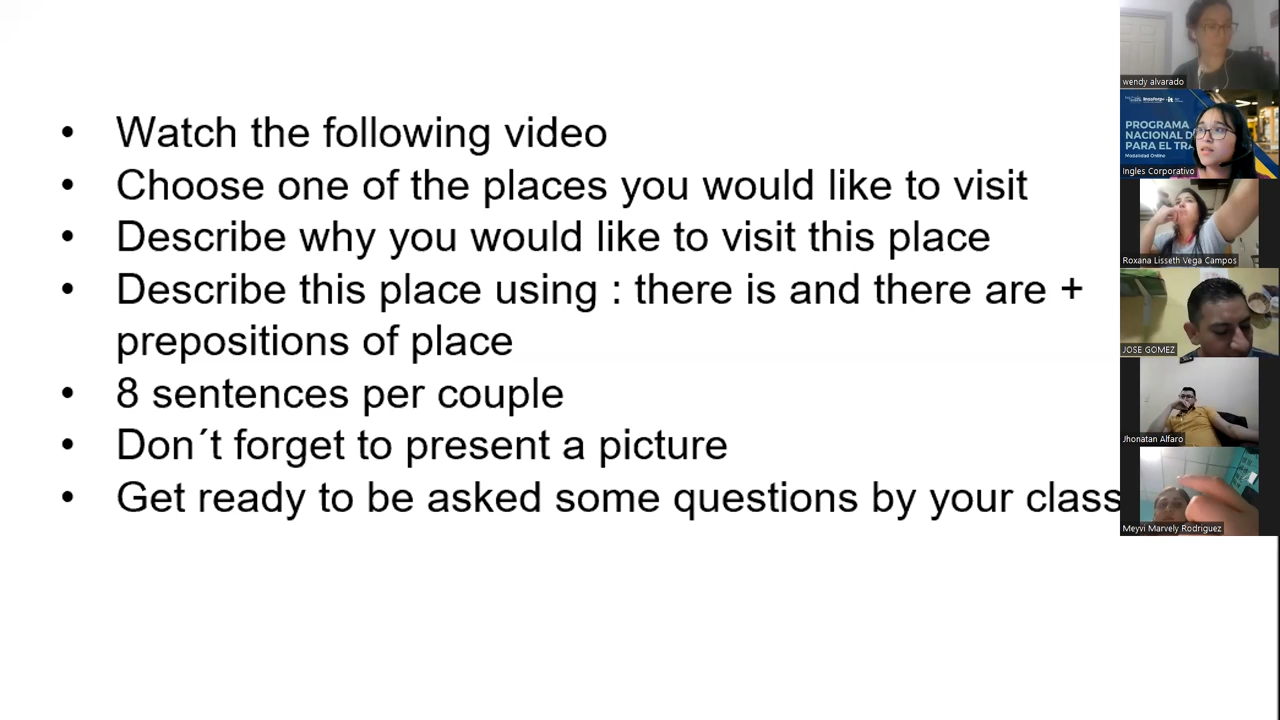 • Watch the following video
• Choose one of the places you would like to visit
• Describe why you would like to visit this place
• Describe this place using : there is and there are +
prepositions of place
• 8 sentences per couple
• Don´t forget to present a picture
• Get ready to be asked some questions by your class
wendy alvarado
PROGRAMA
NACIONAL D
PARA EL TRA
Modalidad Online
Ingles Corporativo
Roxana Lisseth Vega Campos
JOSE GOMEZ
Jhonatan Alfaro
Meyvi Marvely Rodriguez